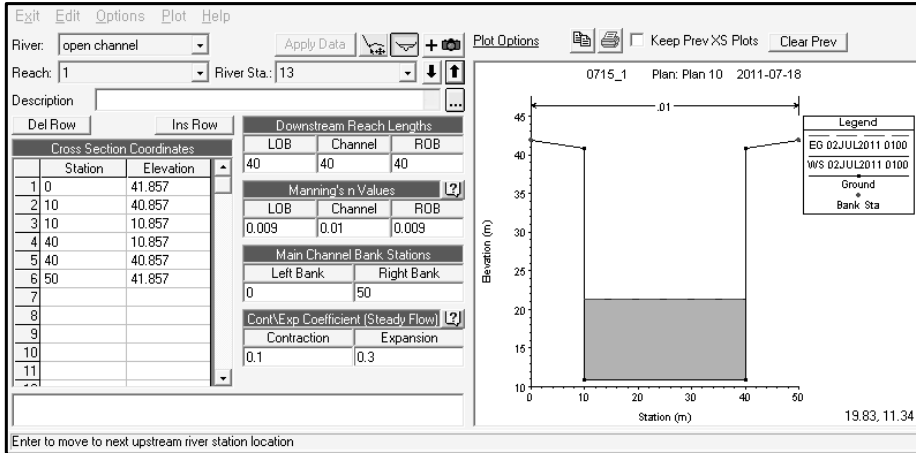 Exit Edit Options Plot Help
River: open channel Apply Data +
Reach: 1 River Sta.: 13
Description ...
Del Row Ins Row
Cross Section Coordinates
Station Elevation
1 0 41.857
2 10 40.857
3 10 10.857
4 40 10.857
5 40 40.857
6 50 41.857
7
8
9
10
11
Downstream Reach Lengths
LOB Channel ROB
40 40 40
Manning's n Values ?
LOB Channel ROB
0.009 0.01 0.009
Main Channel Bank Stations
Left Bank Right Bank
0 50
Cont\Exp Coefficient (Steady Flow) ?
Contraction Expansion
0.1 0.3
Enter to move to next upstream river station location
Plot Options Keep Prev XS Plots Clear Prev
0715_1 Plan: Plan 10 2011-07-18
.01
45
40
35
30
25
20
15
10
Elevation (m)
0 10 20 30 40 50
Station (m)
Legend
EG 02JUL2011 0100
WS 02JUL2011 0100
Ground
Bank Sta
19.83, 11.34